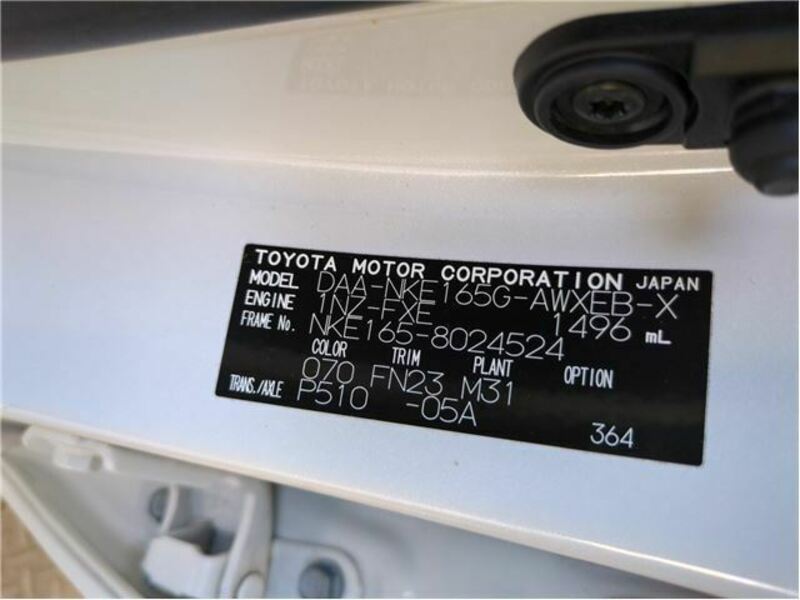 TOYOTA MOTOR CORPORATION JAPAN
MODEL DAA-NKE165G-AWXEB-X
ENGINE 1NZ-FXE 1496 mL
FRAME No. NKE165-8024524
COLOR TRIM PLANT OPTION
070 FN23 M31
TRANS./AXLE P510 -05A
364